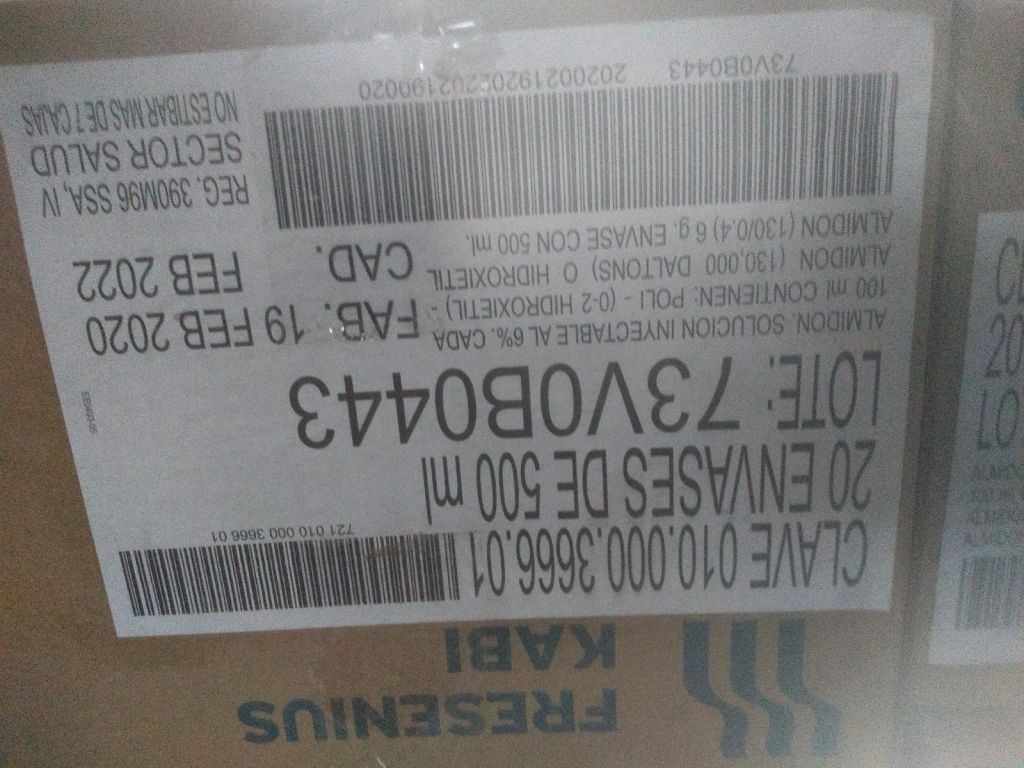 FRESENIUS
KABI
CLAVE 010.000.3666.01
721 010 000 3666 01
20 ENVASES DE 500 ml
LOTE: 73V0B0443
ALMIDON. SOLUCION INYECTABLE AL 6%. CADA
100 ml CONTIENEN: POLI - (0-2 HIDROXIETIL) -
ALMIDON (130,000 DALTONS) O HIDROXIETIL
ALMIDON (130/0.4) 6 g. ENVASE CON 500 ml.
FAB. 19 FEB 2020
CAD. FEB 2022
REG. 390M96 SSA, IV
SECTOR SALUD
NO ESTIBAR MAS DE 7 CAJAS
73V0B0443
20
LO